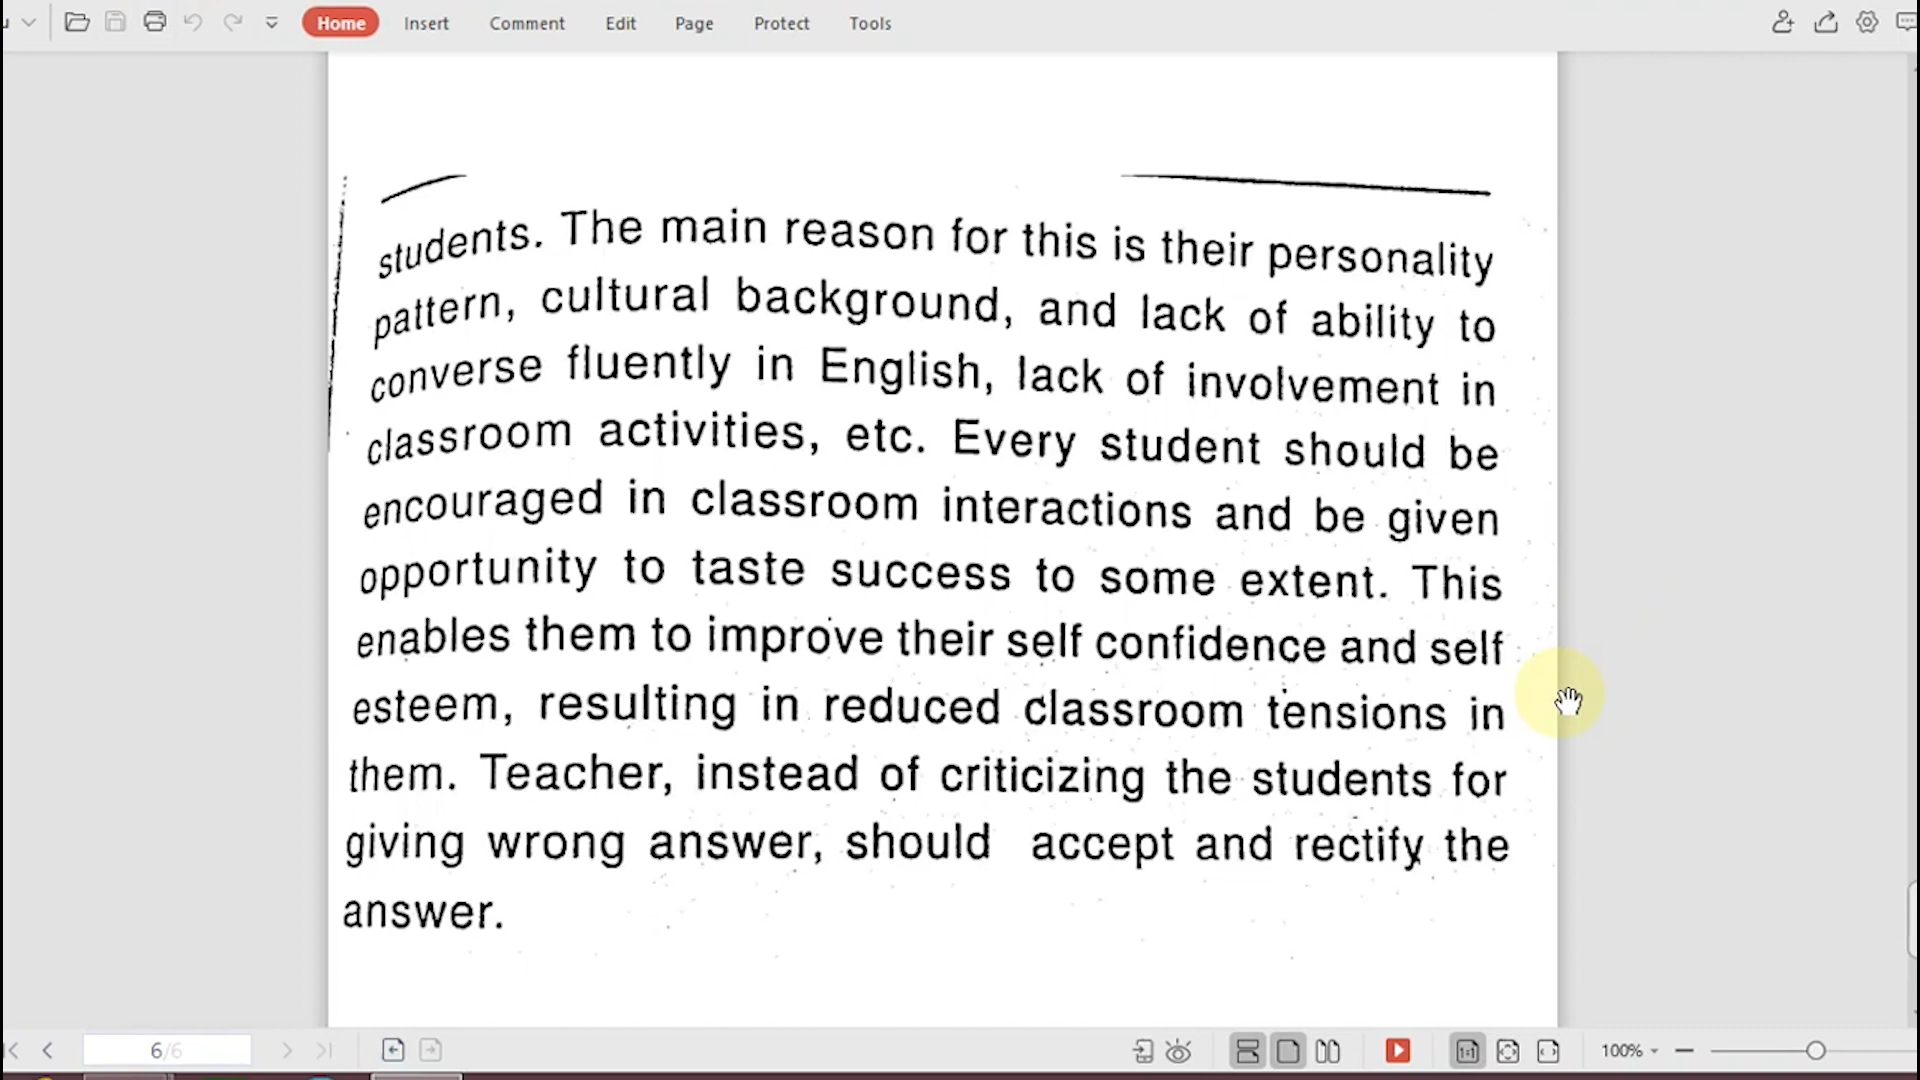 Home Insert Comment Edit Page Protect Tools
students. The main reason for this is their personality
pattern, cultural background, and lack of ability to
converse fluently in English, lack of involvement in
classroom activities, etc. Every student should be
encouraged in classroom interactions and be given
opportunity to taste success to some extent. This
enables them to improve their self confidence and self
esteem, resulting in reduced classroom tensions in
them. Teacher, instead of criticizing the students for
giving wrong answer, should accept and rectify the
answer.
6/6 100%